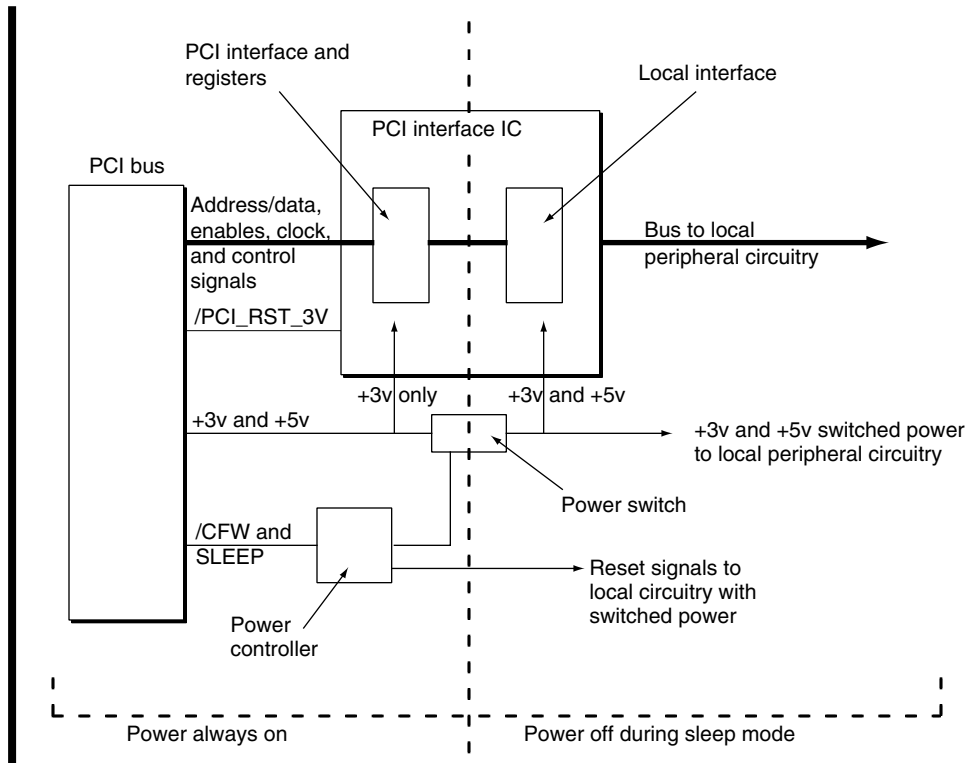 PCI interface and
registers
Local interface
PCI interface IC
PCI bus
Address/data,
enables, clock,
and control
signals
Bus to local
peripheral circuitry
/PCI_RST_3V
+3v only
+3v and +5v
+3v and +5v
+3v and +5v switched power
to local peripheral circuitry
Power switch
/CFW and
SLEEP
Reset signals to
local circuitry with
switched power
Power
controller
Power always on
Power off during sleep mode